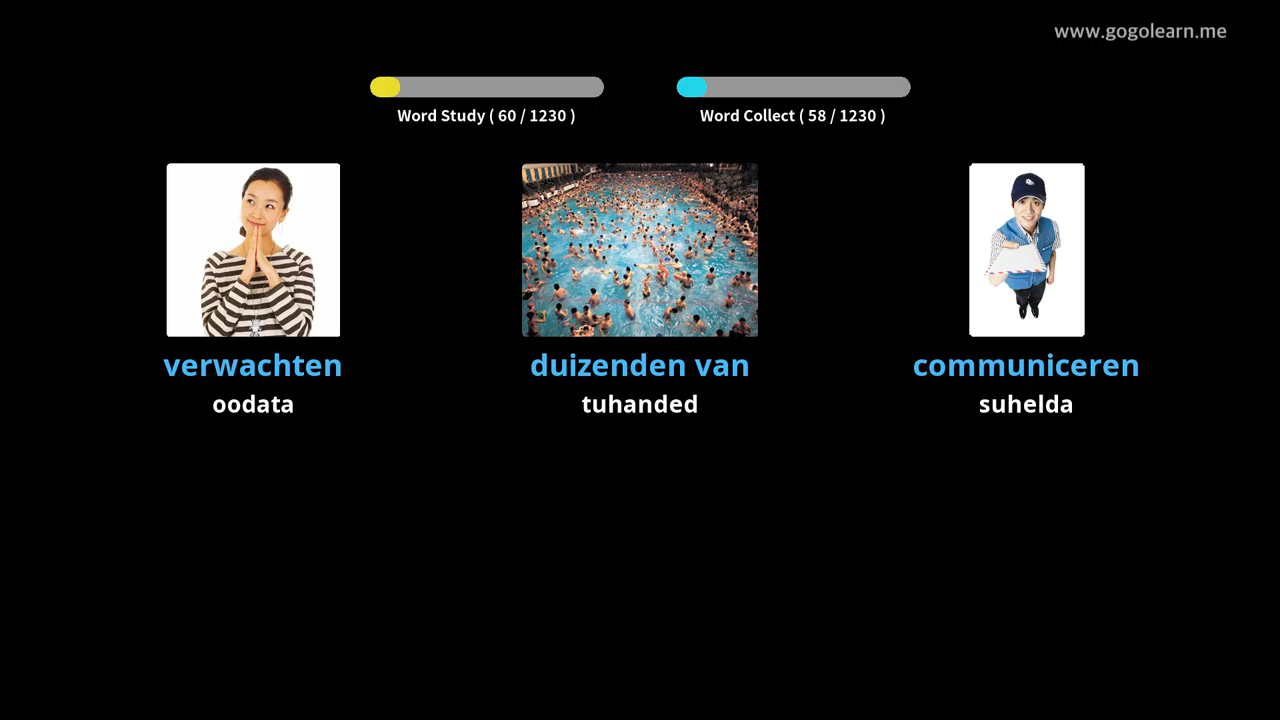 www.gogolearn.me
Word Study ( 60 / 1230 )
Word Collect ( 58 / 1230 )
verwachten
duizenden van
communiceren
oodata
tuhanded
suhelda